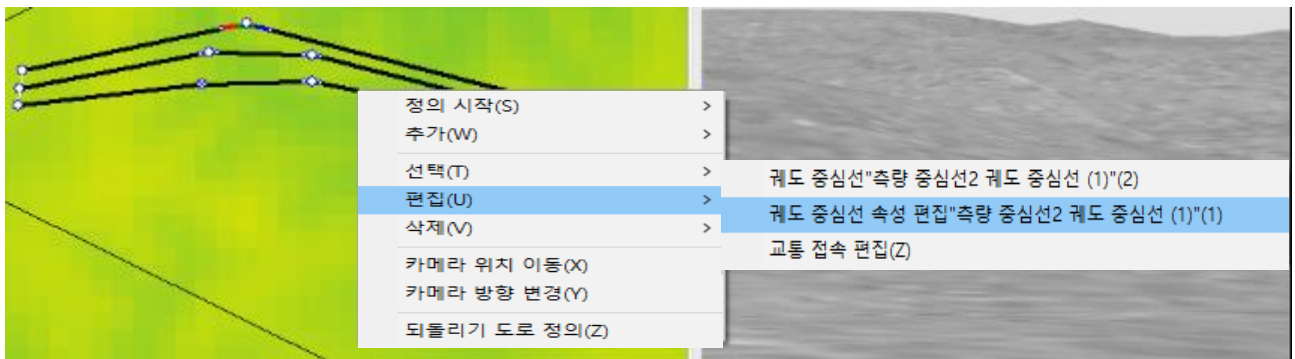 정의 시작(S)
추가(W)
선택(T)
편집(U)
삭제(V)
카메라 위치 이동(X)
카메라 방향 변경(Y)
되돌리기 도로 정의(Z)
궤도 중심선"측량 중심선2 궤도 중심선 (1)"(2)
궤도 중심선 속성 편집"측량 중심선2 궤도 중심선 (1)"(1)
교통 접속 편집(Z)